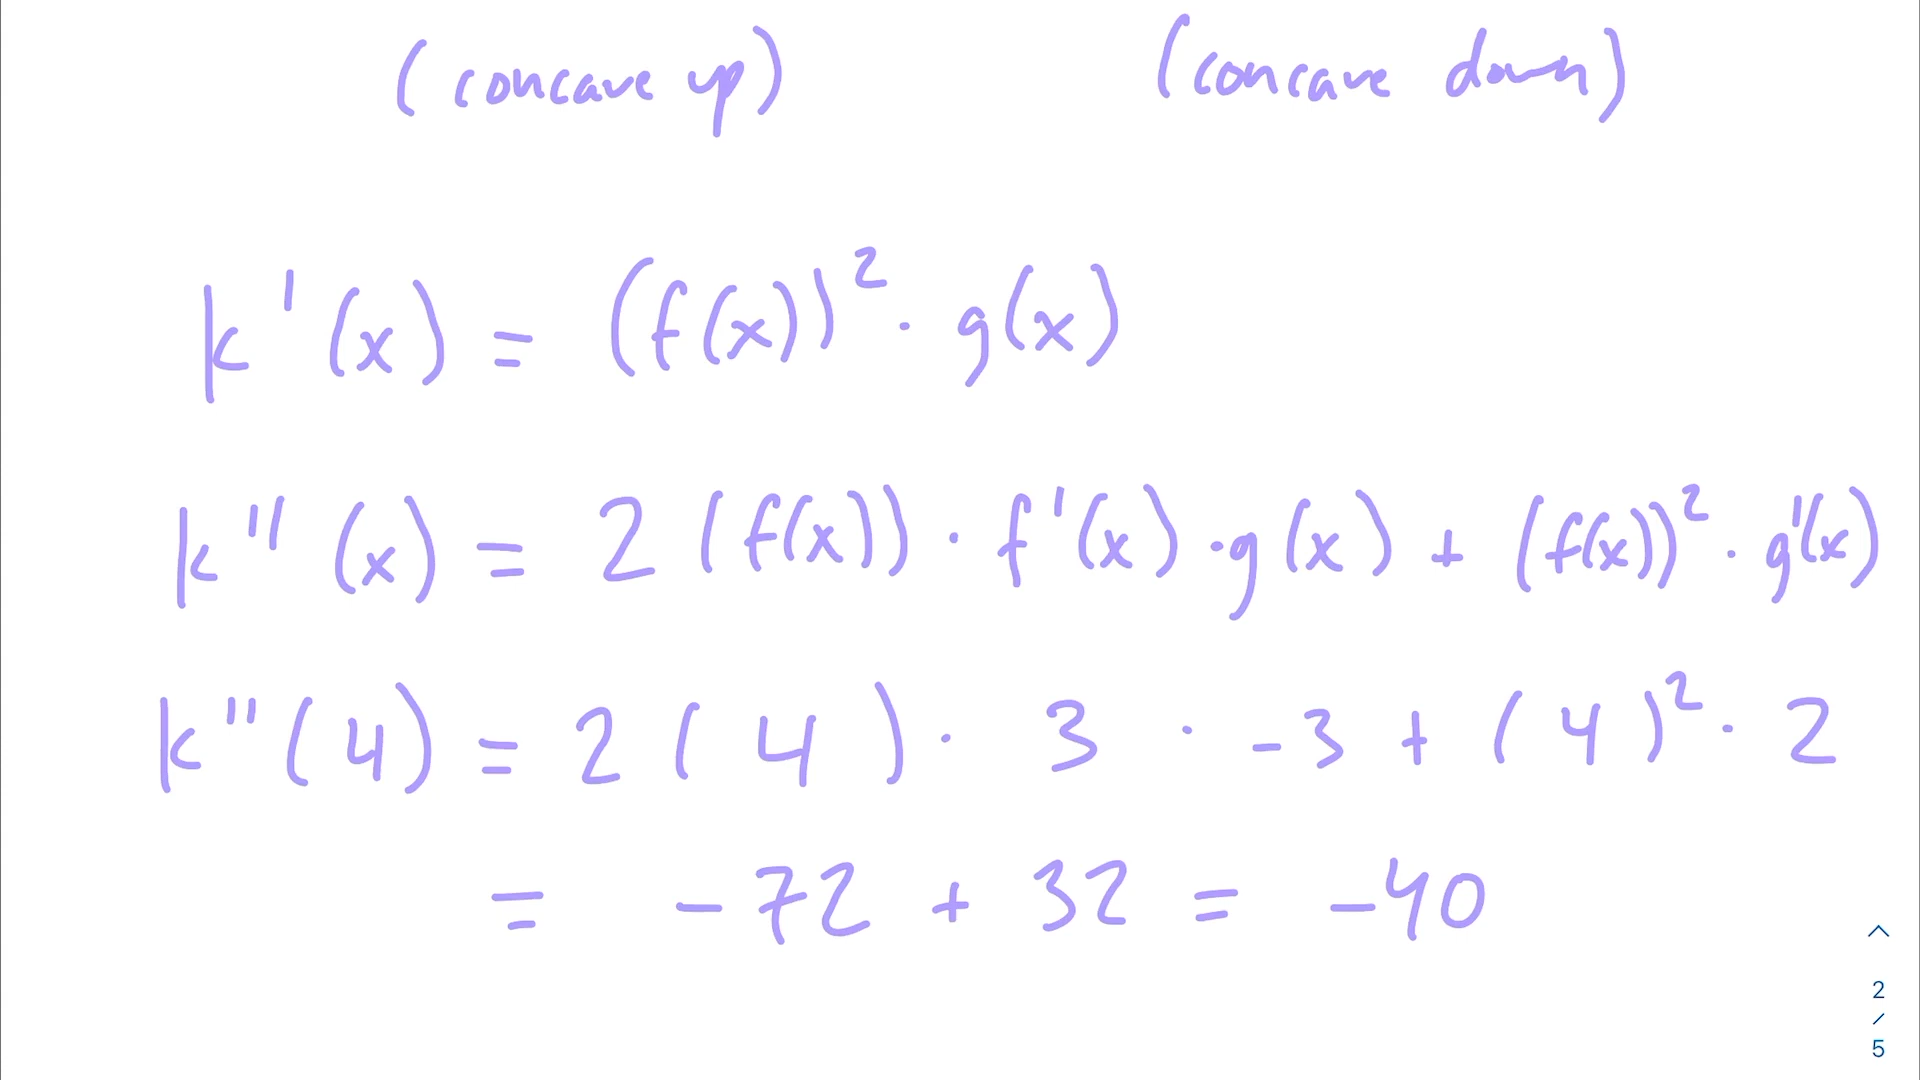 (concave up) (concave down)
k'(x) = (f(x))² · g(x)
k''(x) = 2(f(x)) · f'(x) · g(x) + (f(x))² · g'(x)
k''(4) = 2(4) · 3 · -3 + (4)² · 2
= -72 + 32 = -40
2
/
5